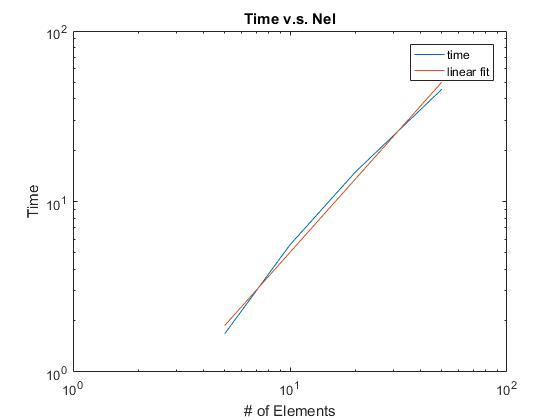 Time v.s. Nel
time
linear fit
10^2
10^1
10^0
Time
10^0
10^1
10^2
# of Elements